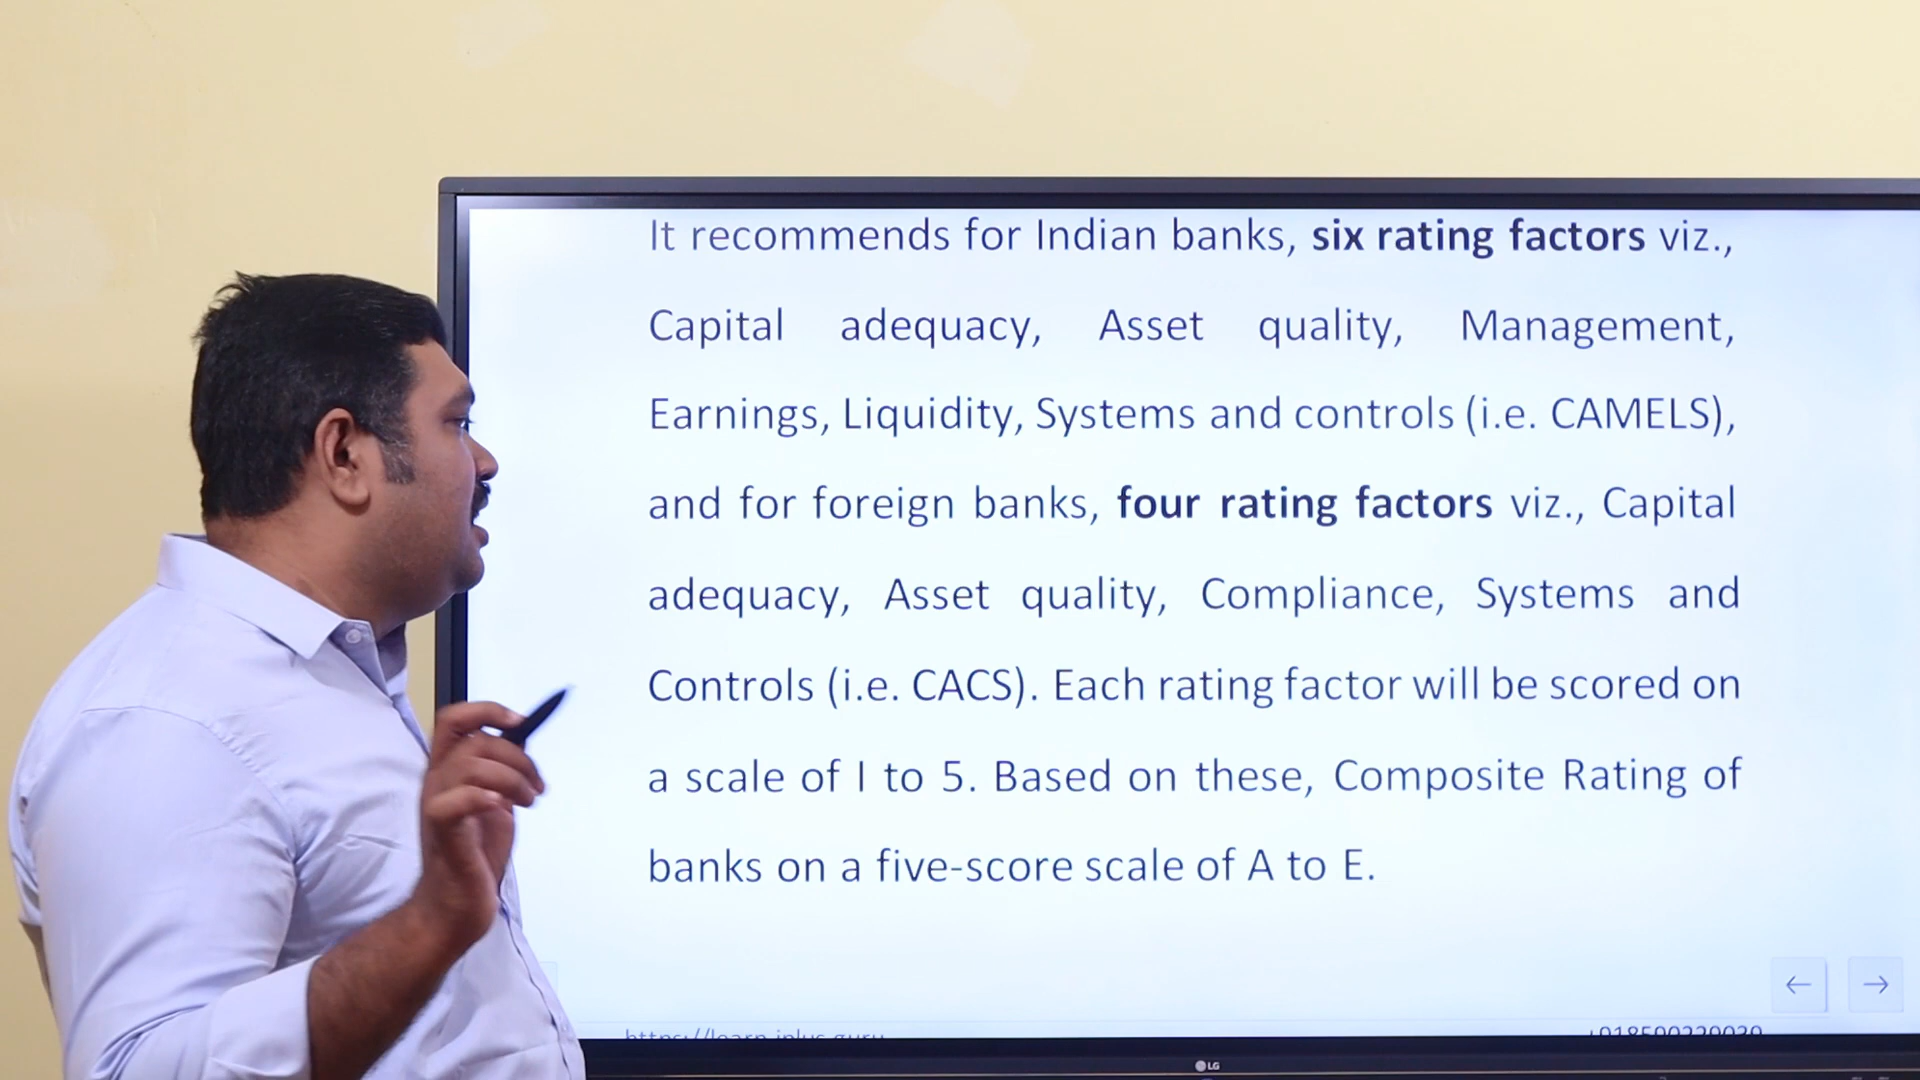 It recommends for Indian banks, six rating factors viz.,
Capital adequacy, Asset quality, Management,
Earnings, Liquidity, Systems and controls (i.e. CAMELS),
and for foreign banks, four rating factors viz., Capital
adequacy, Asset quality, Compliance, Systems and
Controls (i.e. CACS). Each rating factor will be scored on
a scale of I to 5. Based on these, Composite Rating of
banks on a five-score scale of A to E.
LG